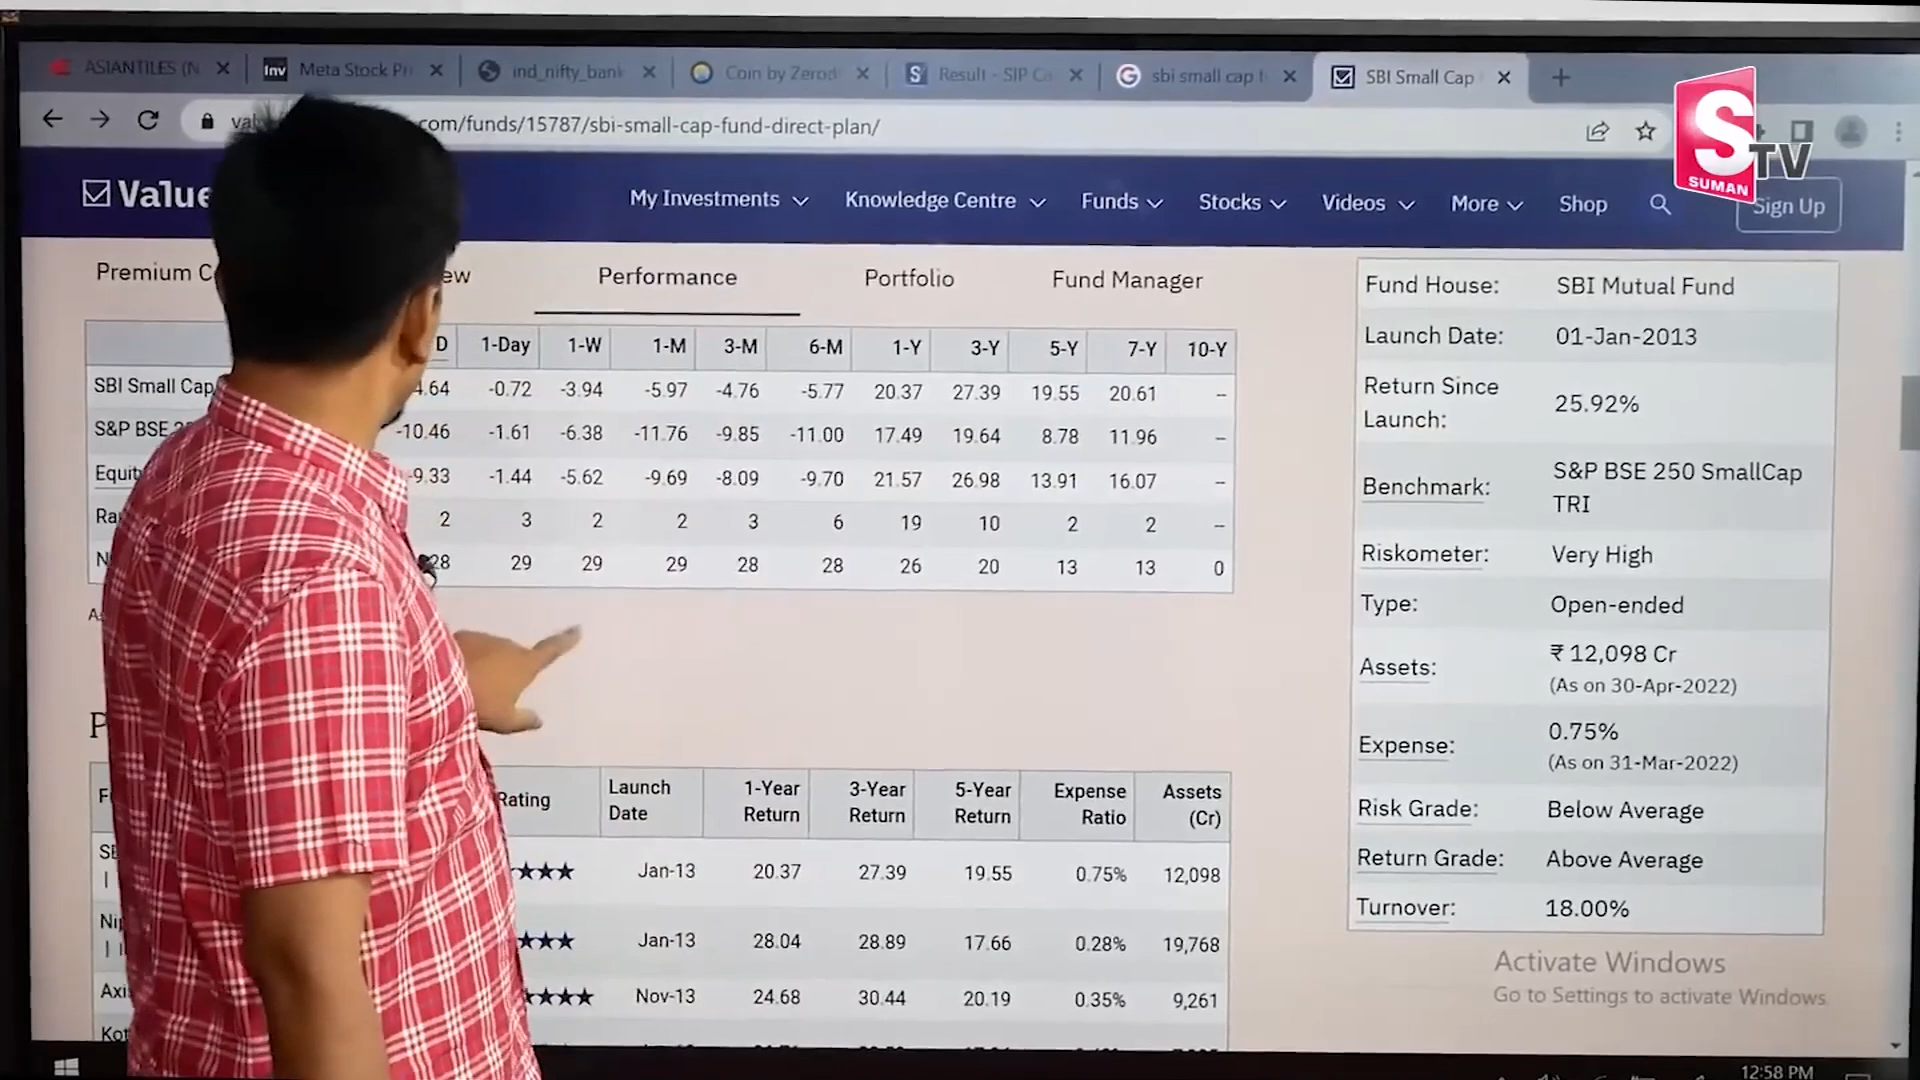 ASIANTILES (N
Inv Meta Stock Pr
ind_nifty_bank
Coin by Zerod
Result - SIP Ca
sbi small cap f
SBI Small Cap
com/funds/15787/sbi-small-cap-fund-direct-plan/
S TV
SUMAN
Value
My Investments Knowledge Centre Funds Stocks Videos More Shop Sign Up
Premium C ew Performance Portfolio Fund Manager
D 1-Day 1-W 1-M 3-M 6-M 1-Y 3-Y 5-Y 7-Y 10-Y
SBI Small Cap 4.64 -0.72 -3.94 -5.97 -4.76 -5.77 20.37 27.39 19.55 20.61 --
S&P BSE 25 -10.46 -1.61 -6.38 -11.76 -9.85 -11.00 17.49 19.64 8.78 11.96 --
Equit -9.33 -1.44 -5.62 -9.69 -8.09 -9.70 21.57 26.98 13.91 16.07 --
Ra 2 3 2 2 3 6 19 10 2 2 --
N 28 29 29 29 28 28 26 20 13 13 0
As
P
F Rating Launch Date 1-Year Return 3-Year Return 5-Year Return Expense Ratio Assets (Cr)
SB ★★★ Jan-13 20.37 27.39 19.55 0.75% 12,098
Nip ★★★ Jan-13 28.04 28.89 17.66 0.28% 19,768
Axis ★★★★ Nov-13 24.68 30.44 20.19 0.35% 9,261
Kot
Fund House: SBI Mutual Fund
Launch Date: 01-Jan-2013
Return Since Launch: 25.92%
Benchmark: S&P BSE 250 SmallCap TRI
Riskometer: Very High
Type: Open-ended
Assets: ₹ 12,098 Cr
(As on 30-Apr-2022)
Expense: 0.75%
(As on 31-Mar-2022)
Risk Grade: Below Average
Return Grade: Above Average
Turnover: 18.00%
Activate Windows
Go to Settings to activate Windows.
12:58 PM